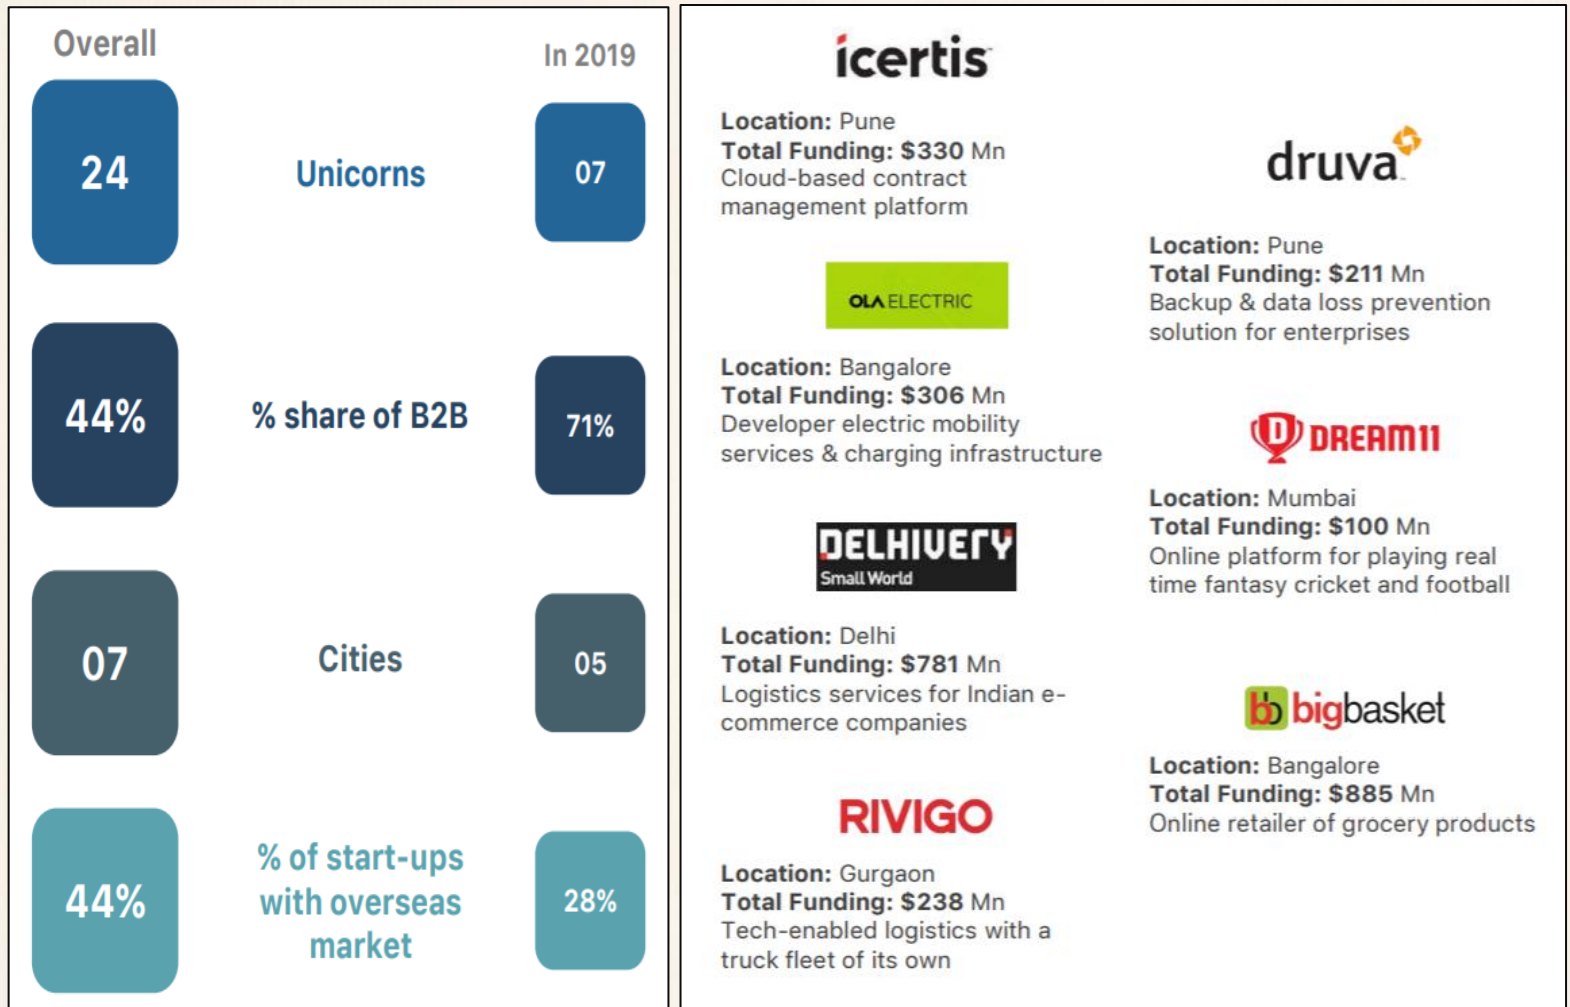 Overall
In 2019
24
Unicorns
07
44%
% share of B2B
71%
07
Cities
05
44%
% of start-ups
with overseas
market
28%
icertis
Location: Pune
Total Funding: $330 Mn
Cloud-based contract
management platform
OLA ELECTRIC
Location: Bangalore
Total Funding: $306 Mn
Developer electric mobility
services & charging infrastructure
DELHIVERY
Small World
Location: Delhi
Total Funding: $781 Mn
Logistics services for Indian e-
commerce companies
RIVIGO
Location: Gurgaon
Total Funding: $238 Mn
Tech-enabled logistics with a
truck fleet of its own
druva
Location: Pune
Total Funding: $211 Mn
Backup & data loss prevention
solution for enterprises
D DREAM11
Location: Mumbai
Total Funding: $100 Mn
Online platform for playing real
time fantasy cricket and football
bb bigbasket
Location: Bangalore
Total Funding: $885 Mn
Online retailer of grocery products